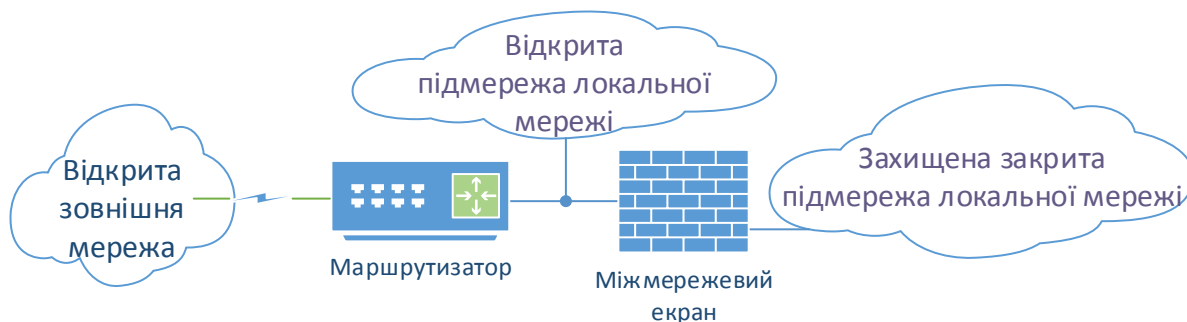 Відкрита
підмережа локальної
мережі
Відкрита
зовнішня
мережа
Захищена закрита
підмережа локальної мережі
Маршрутизатор
Міжмережевий
екран